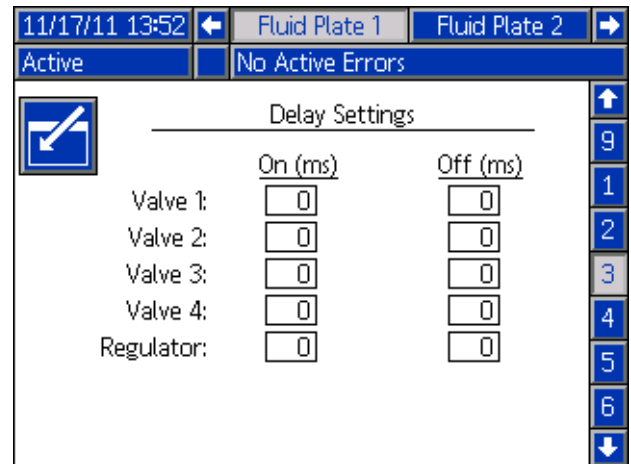 11/17/11 13:52 Fluid Plate 1 Fluid Plate 2
Active No Active Errors
Delay Settings
On (ms) Off (ms)
Valve 1: 0 0
Valve 2: 0 0
Valve 3: 0 0
Valve 4: 0 0
Regulator: 0 0
9
1
2
3
4
5
6